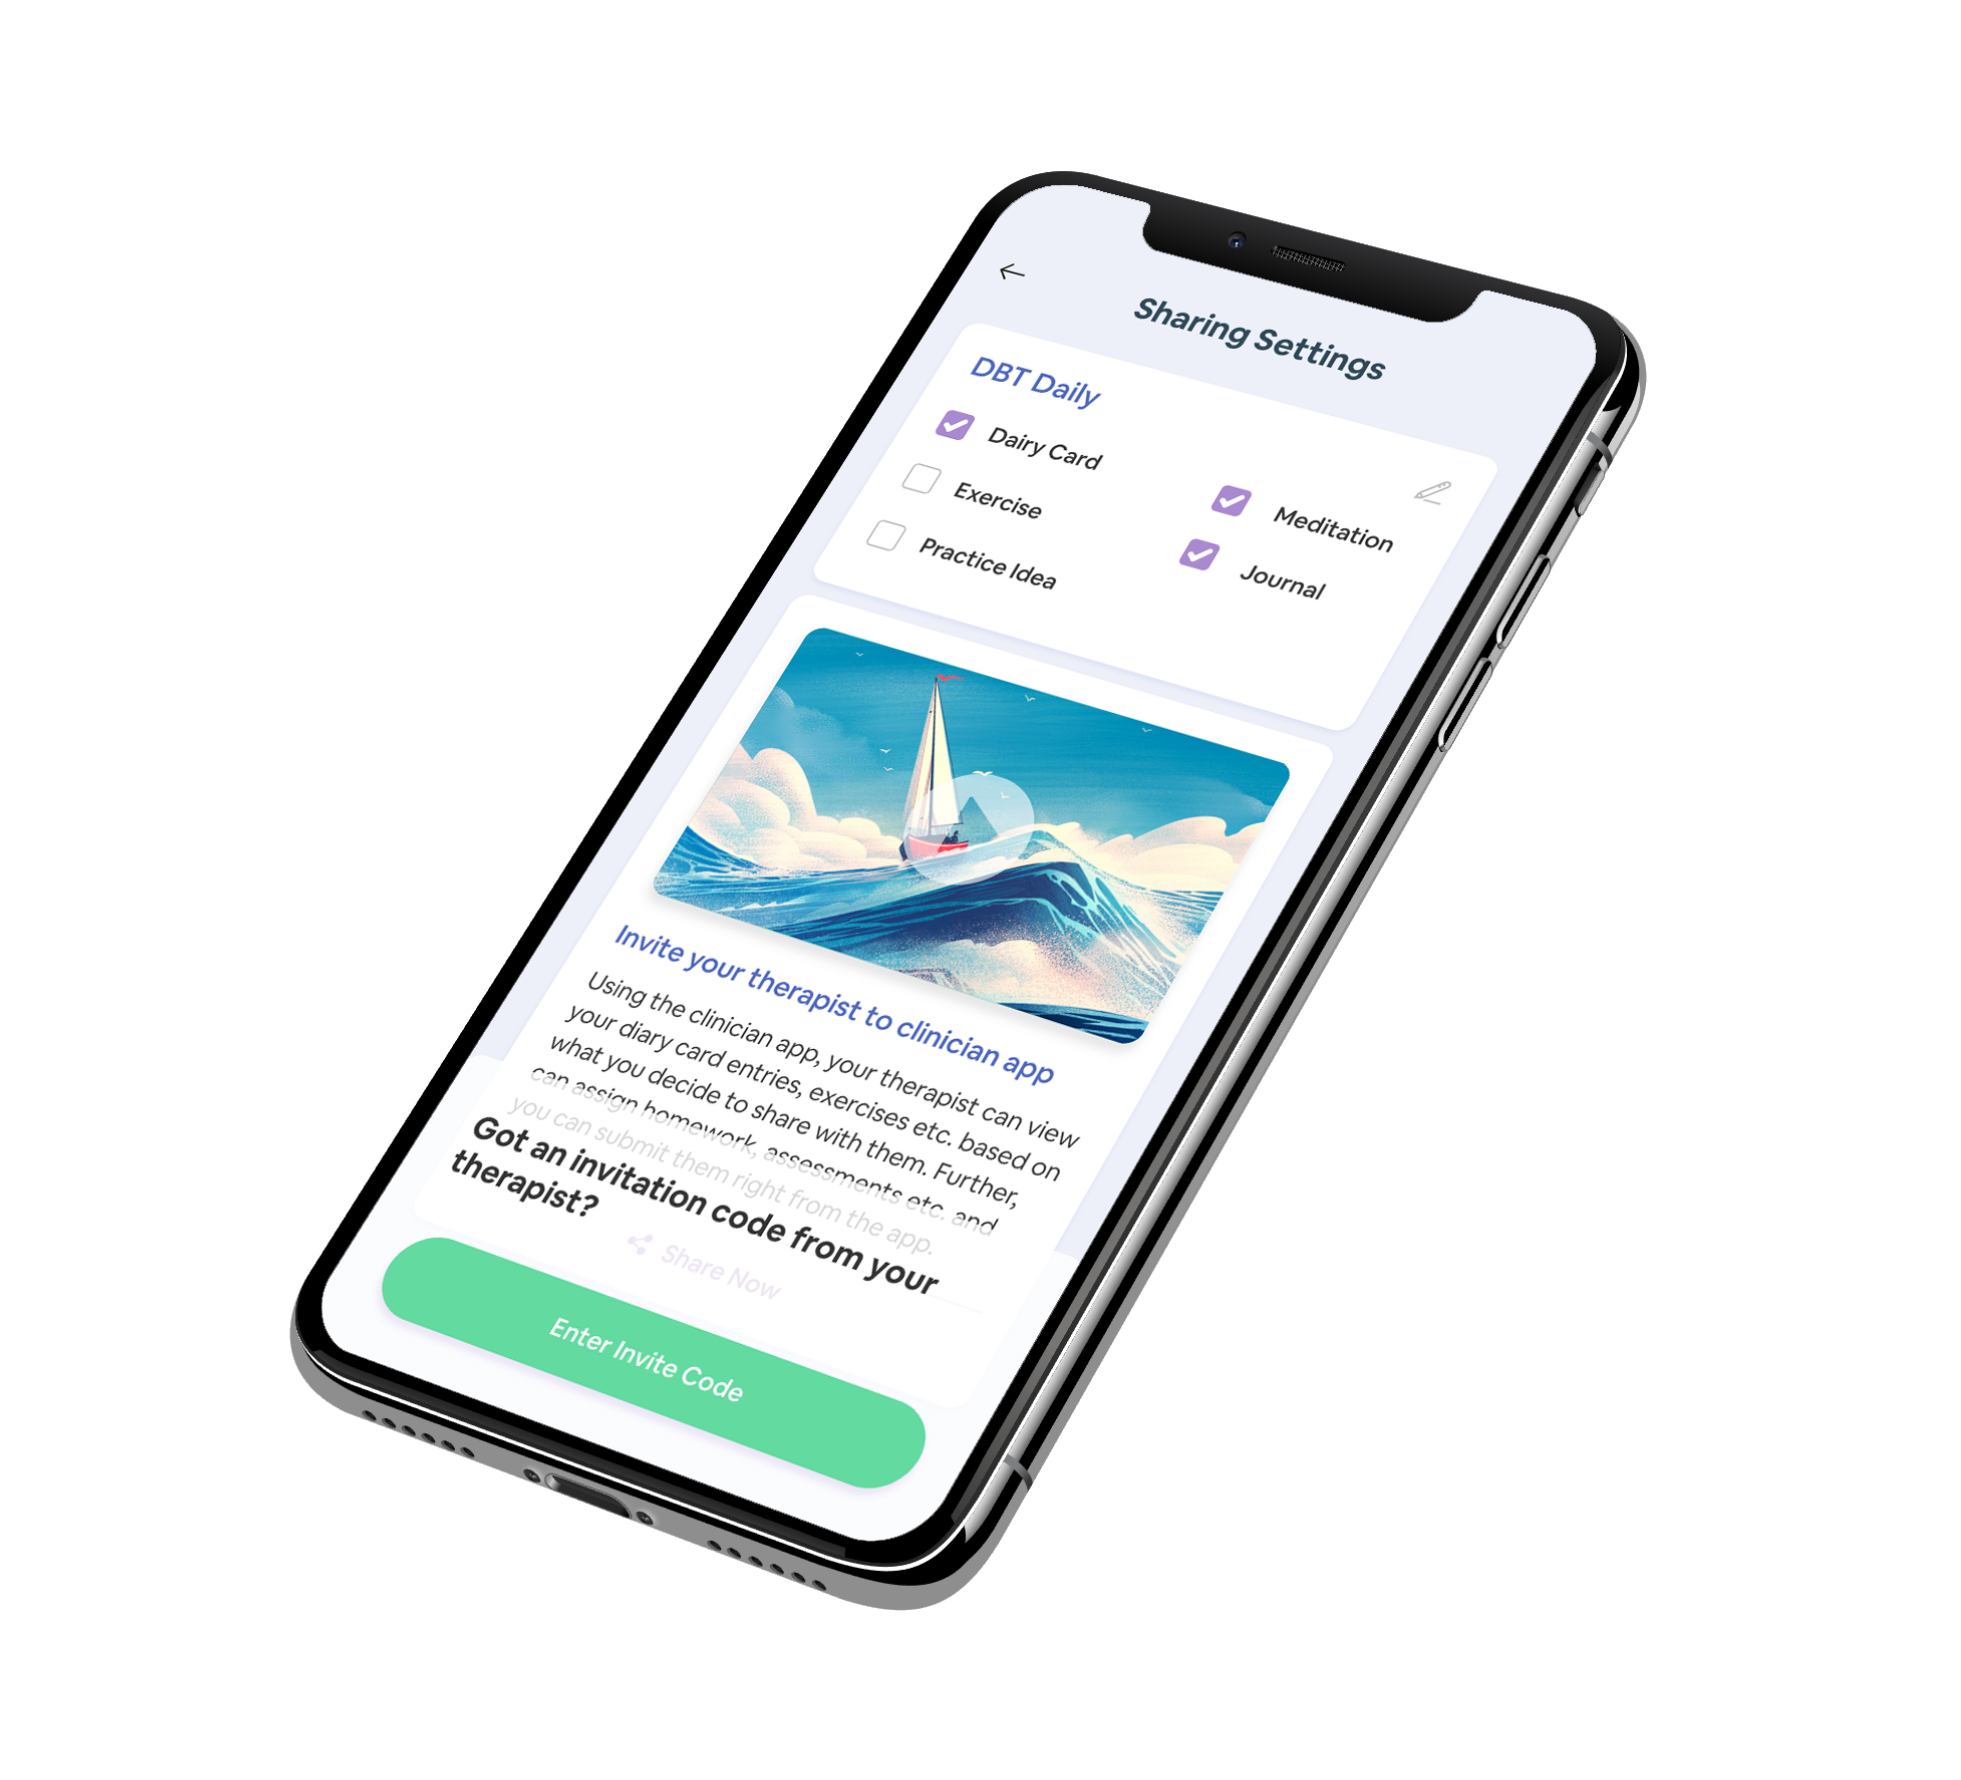 Sharing Settings
DBT Daily
Dairy Card
Exercise
Practice Idea
Meditation
Journal
Invite your therapist to clinician app
Using the clinician app, your therapist can view
your diary card entries, exercises etc. based on
what you decide to share with them. Further,
can assign homework, assessments etc. and
you can submit them right from the app.
Got an invitation code from your
therapist?
Share Now
Enter Invite Code